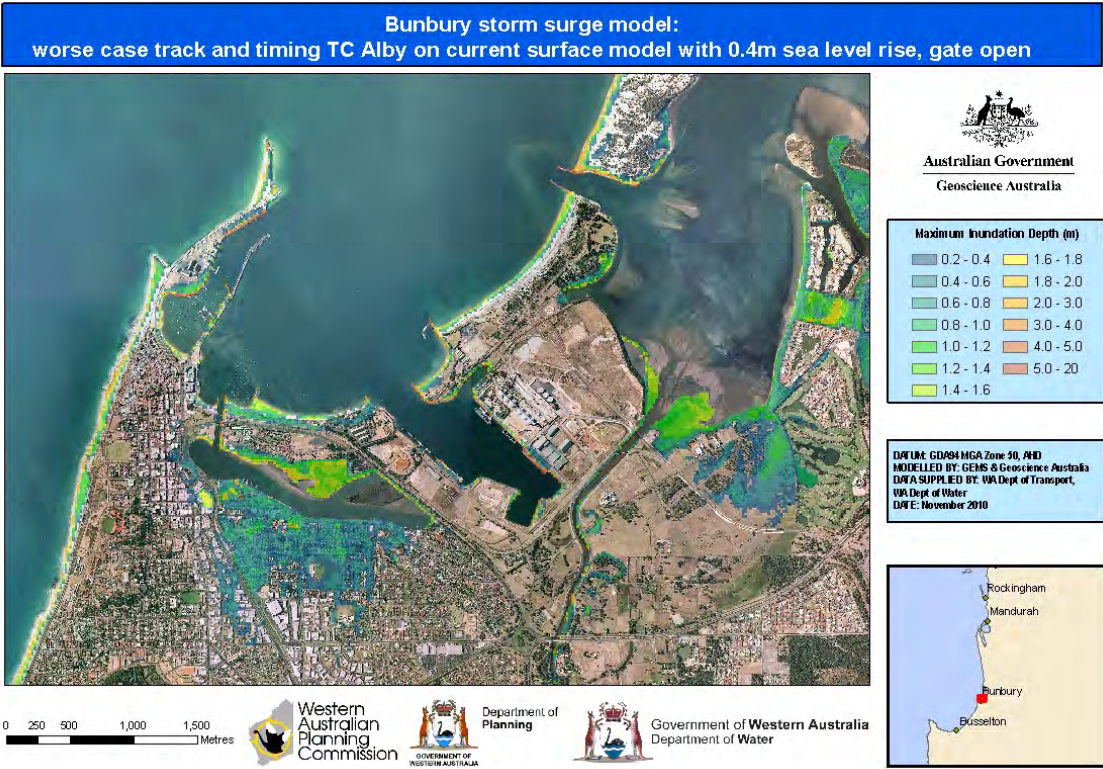 Bunbury storm surge model:
worse case track and timing TC Alby on current surface model with 0.4m sea level rise, gate open
Australian Government
Geoscience Australia
Maximum Inundation Depth (m)
0.2 - 0.4
0.4 - 0.6
0.6 - 0.8
0.8 - 1.0
1.0 - 1.2
1.2 - 1.4
1.4 - 1.6
1.6 - 1.8
1.8 - 2.0
2.0 - 3.0
3.0 - 4.0
4.0 - 5.0
5.0 - 20
DATUM: GDA94 MGA Zone 50, AHD
MODELLED BY: GEMS & Geoscience Australia
DATA SUPPLIED BY: WA Dept of Transport,
WA Dept of Water
DATE: November 2010
Rockingham
Mandurah
Bunbury
Busselton
0 250 500 1,000 1,500
Metres
Western
Australian
Planning
Commission
Department of
Planning
GOVERNMENT OF
WESTERN AUSTRALIA
Government of Western Australia
Department of Water